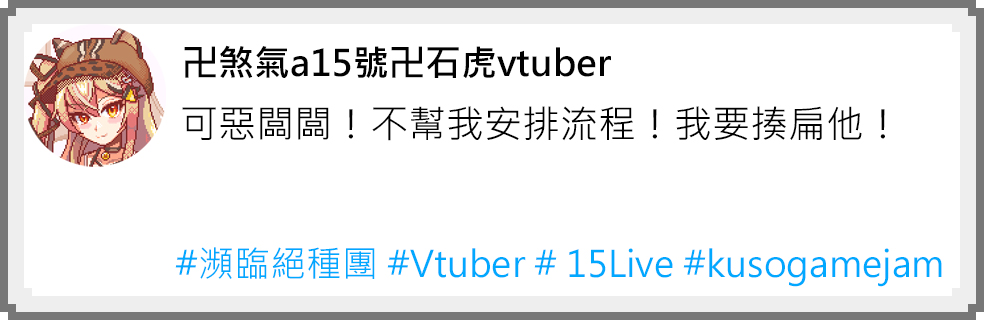 卍煞氣a15號卍石虎vtuber
可惡闆闆！不幫我安排流程！我要揍扁他！
#瀕臨絕種團 #Vtuber # 15Live #kusogamejam